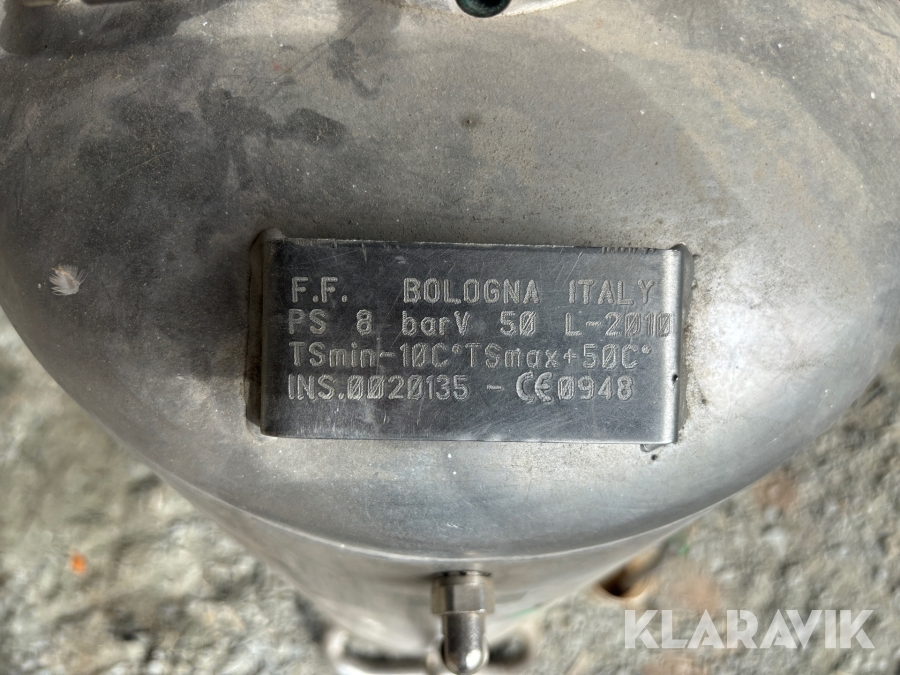 F.F. BOLOGNA ITALY
PS 8 barV 50 L-2010
TSmin-10C°TSmax+50C°
INS.0020135 - CE0948
KLARAVIK